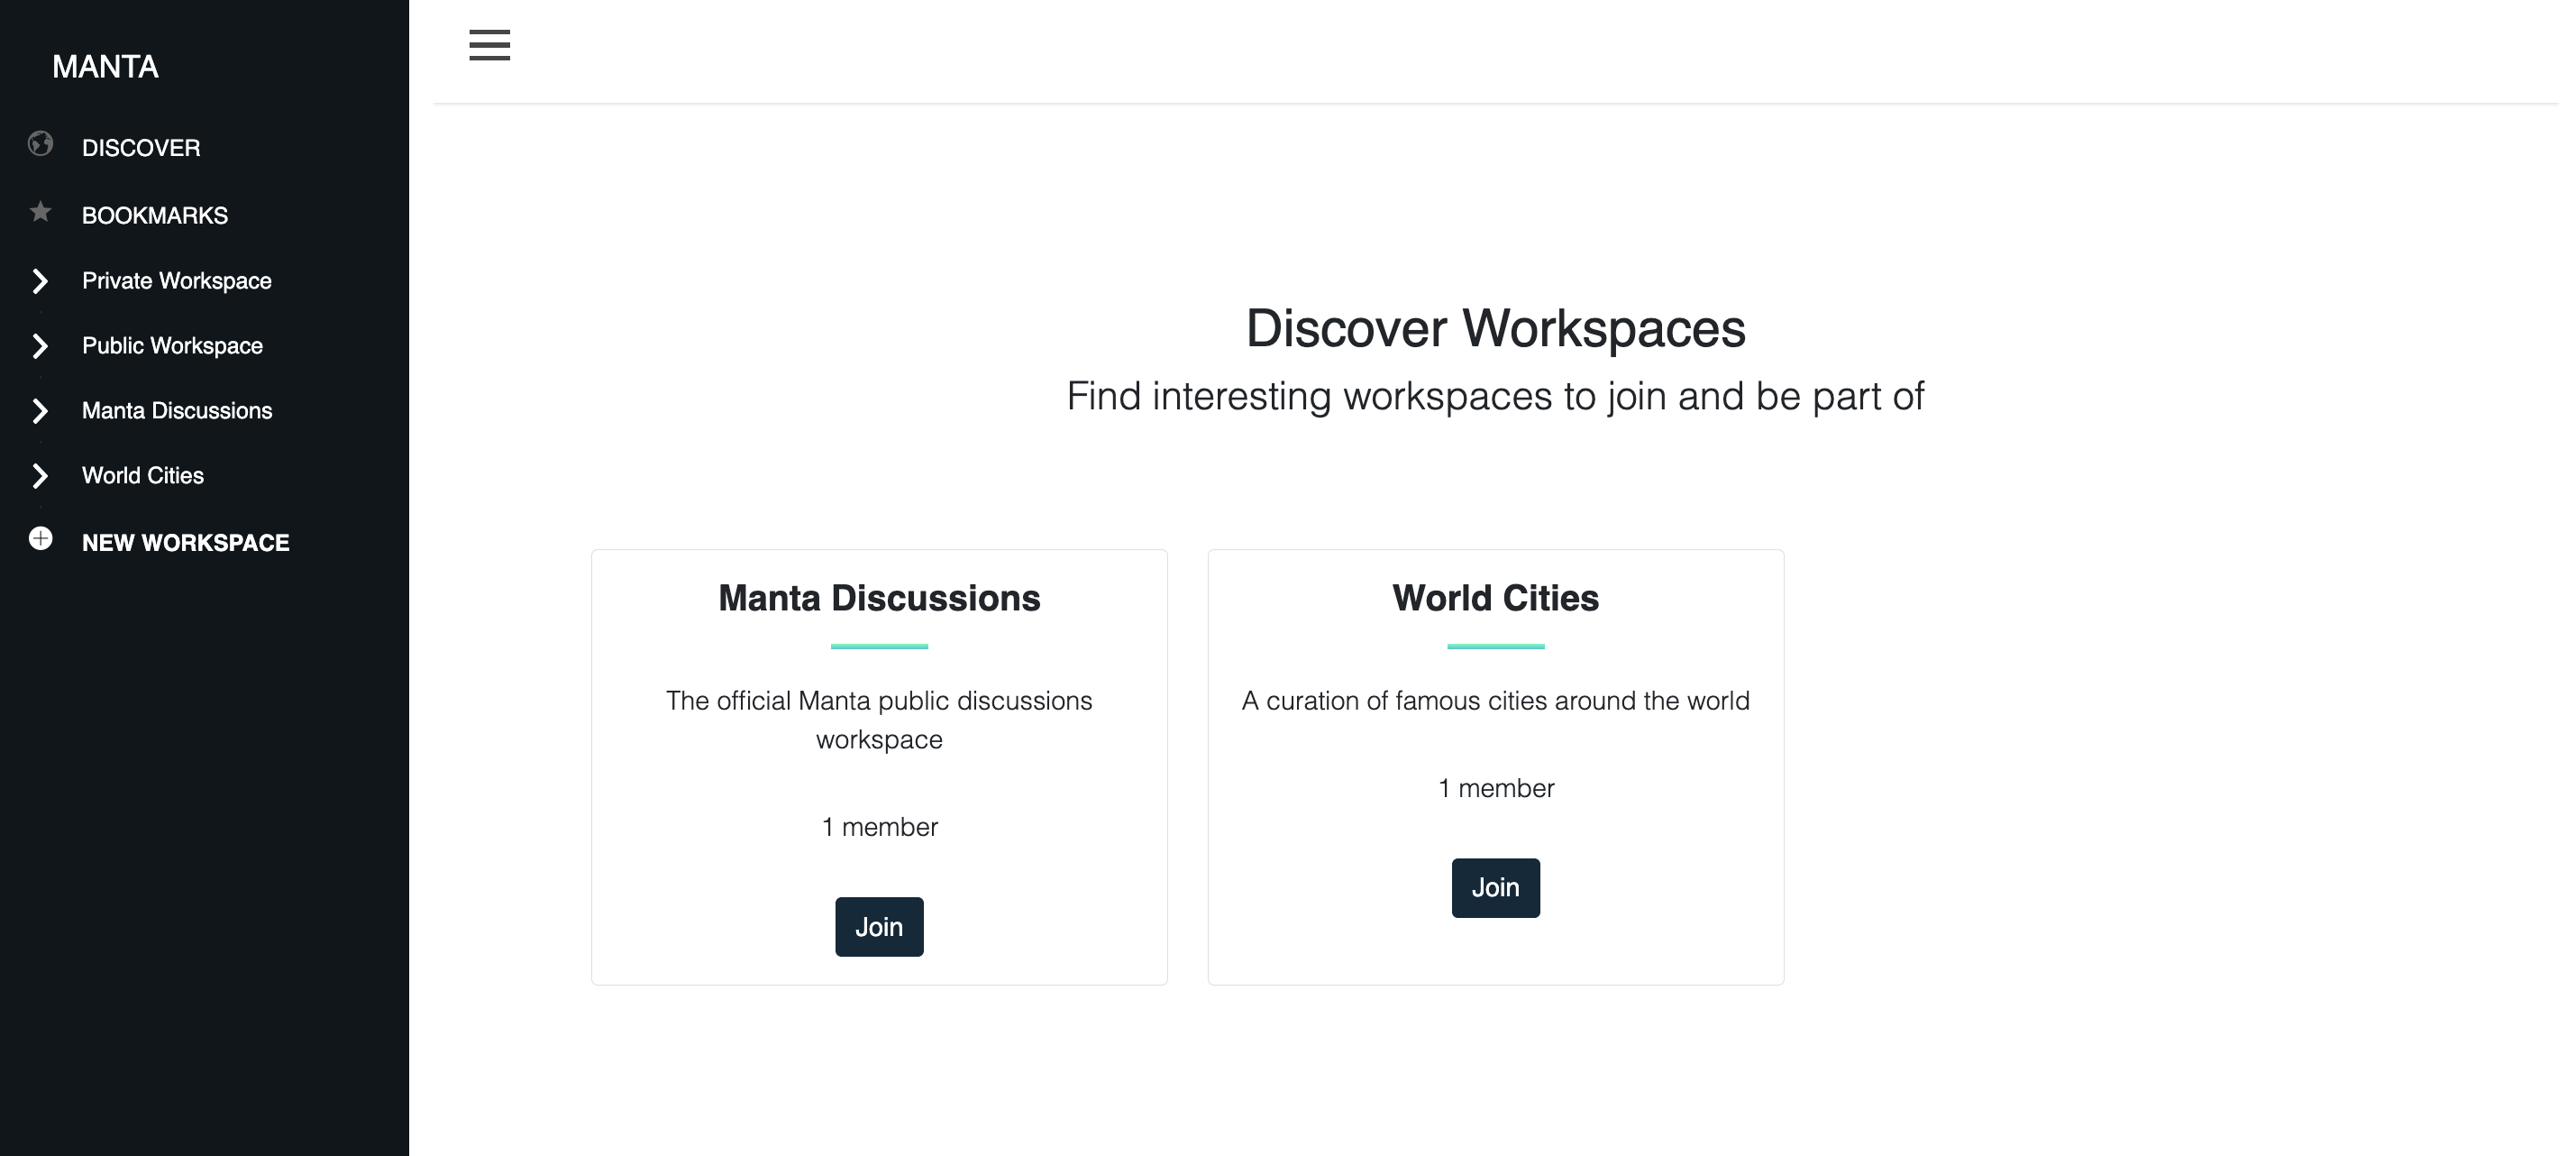 MANTA
DISCOVER
BOOKMARKS
Private Workspace
Public Workspace
Manta Discussions
World Cities
NEW WORKSPACE
Discover Workspaces
Find interesting workspaces to join and be part of
Manta Discussions
The official Manta public discussions
workspace
1 member
Join
World Cities
A curation of famous cities around the world
1 member
Join